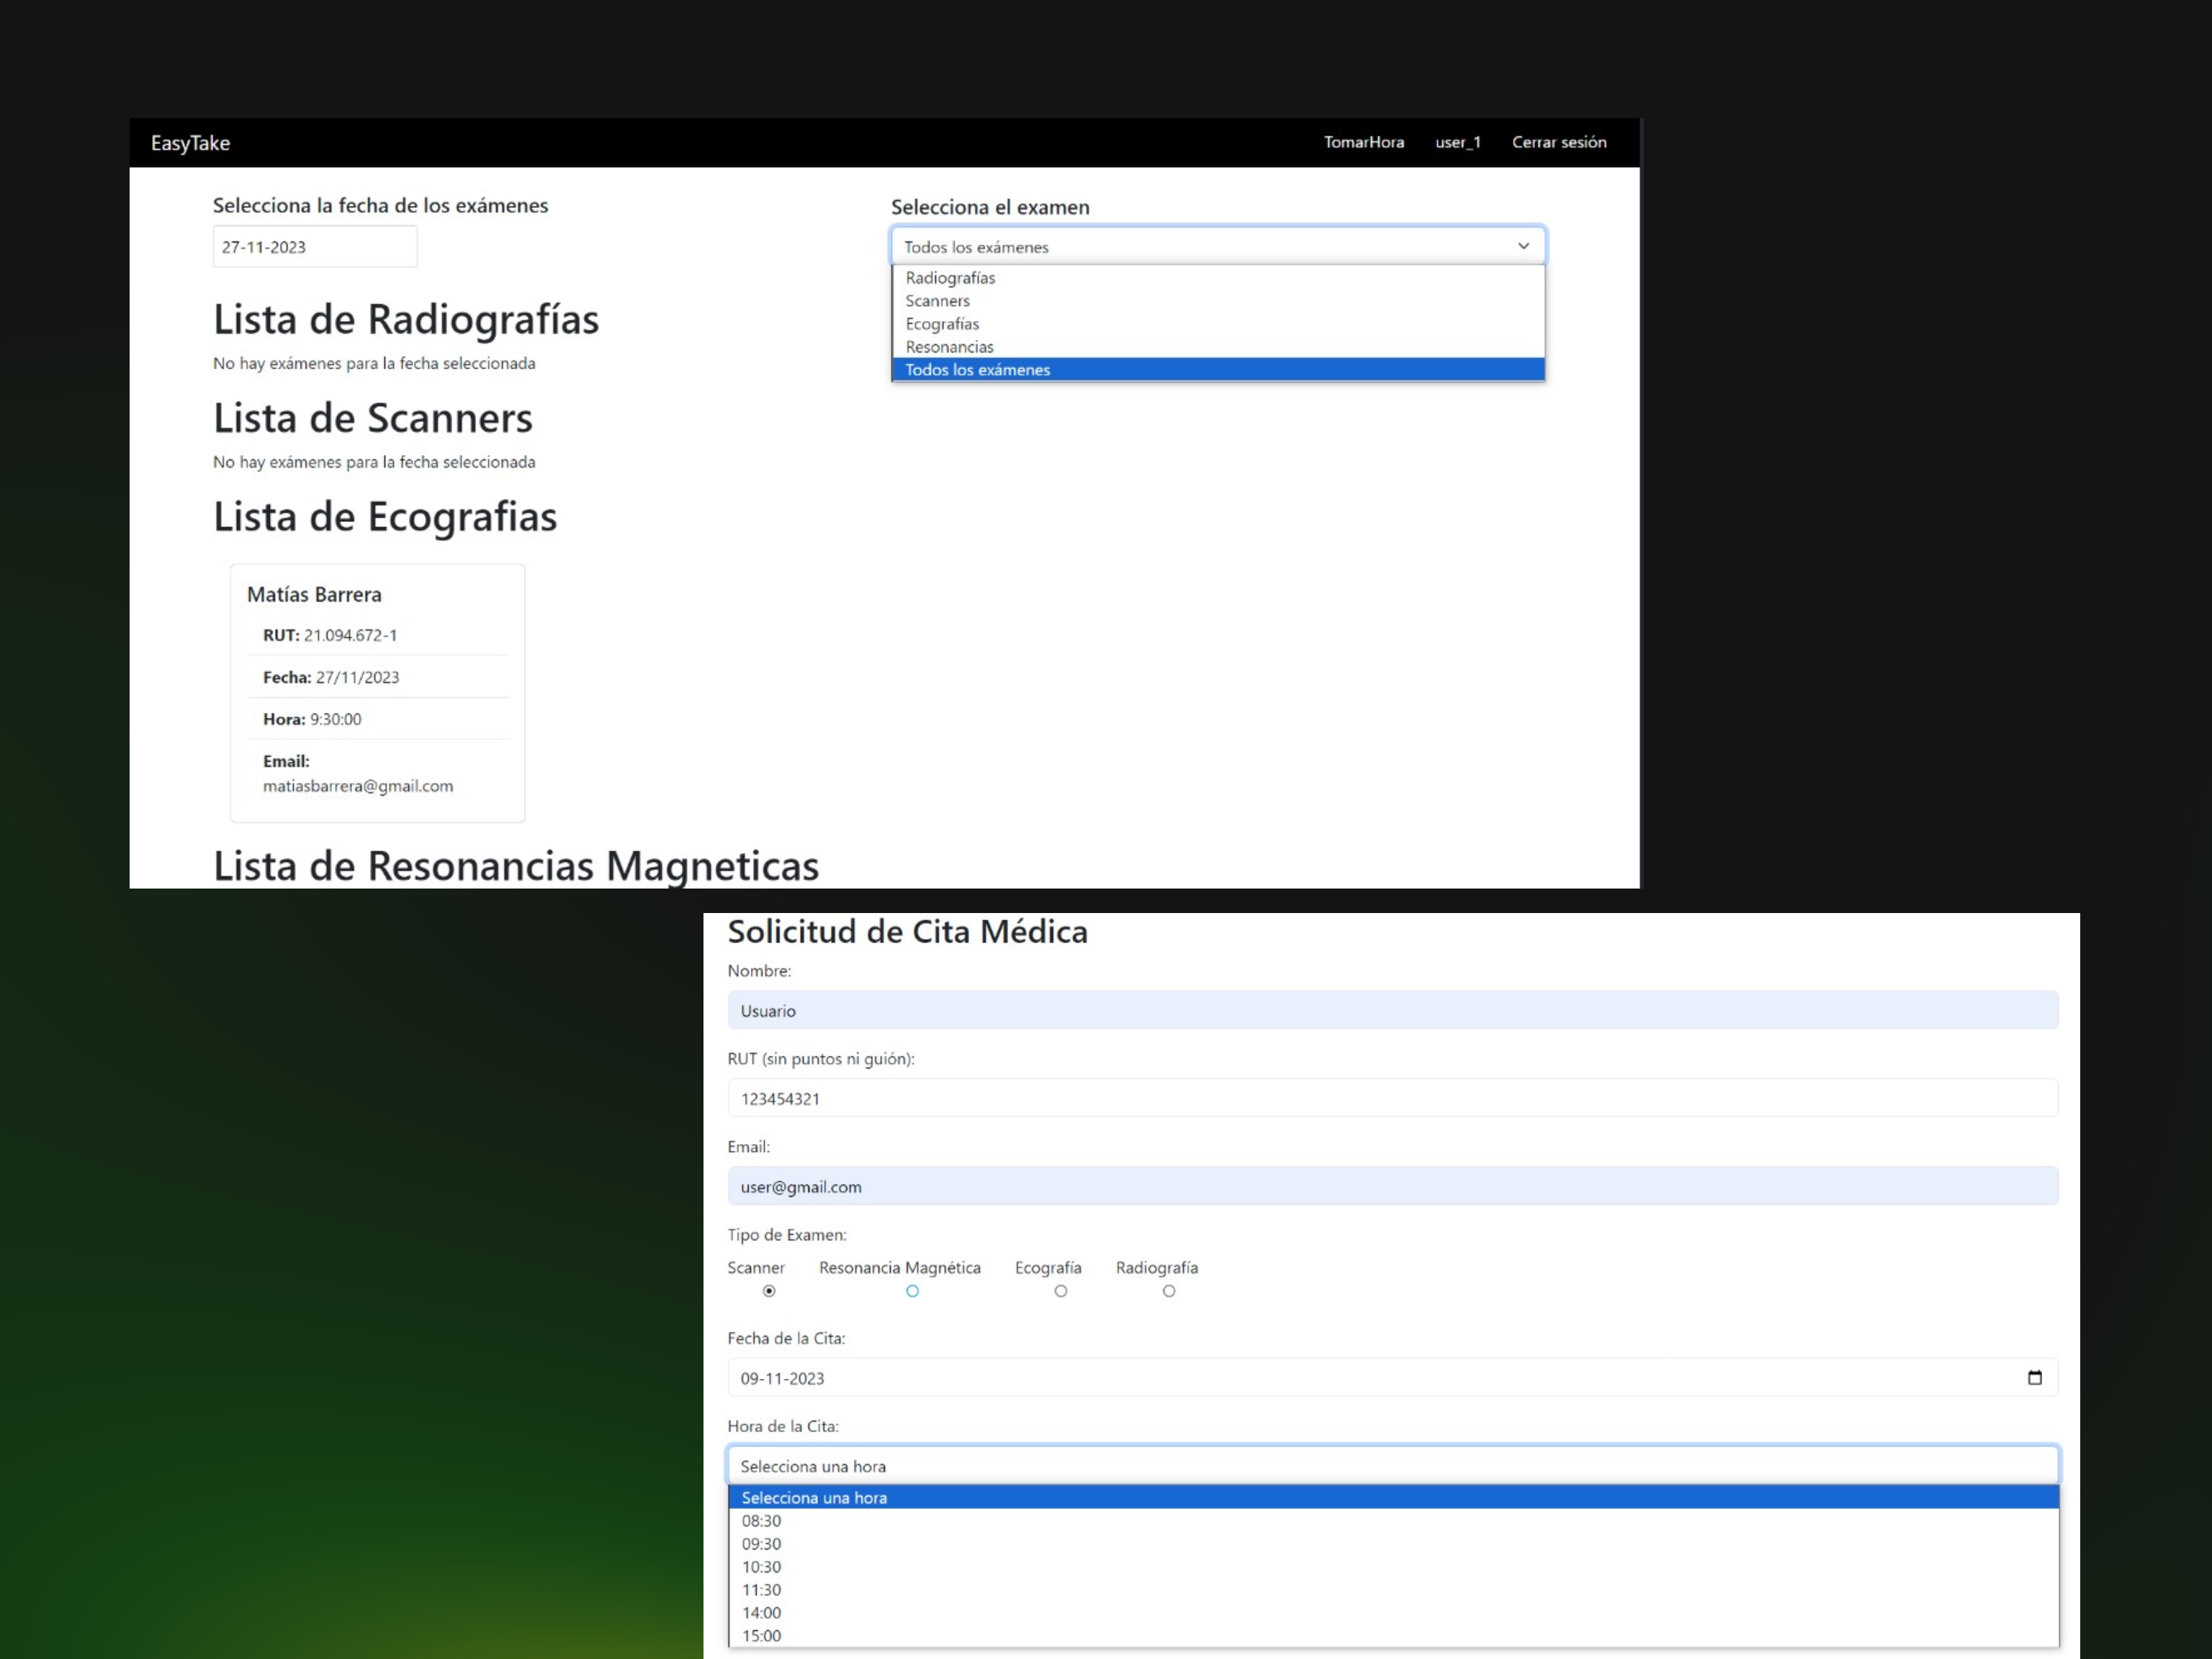 EasyTake
TomarHora user_1 Cerrar sesión
Selecciona la fecha de los exámenes
27-11-2023
Selecciona el examen
Todos los exámenes
Radiografías
Scanners
Ecografías
Resonancias
Todos los exámenes
Lista de Radiografías
No hay exámenes para la fecha seleccionada
Lista de Scanners
No hay exámenes para la fecha seleccionada
Lista de Ecografias
Matías Barrera
RUT: 21.094.672-1
Fecha: 27/11/2023
Hora: 9:30:00
Email:
matiasbarrera@gmail.com
Lista de Resonancias Magneticas
Solicitud de Cita Médica
Nombre:
Usuario
RUT (sin puntos ni guión):
123454321
Email:
user@gmail.com
Tipo de Examen:
Scanner Resonancia Magnética Ecografía Radiografía
Fecha de la Cita:
09-11-2023
Hora de la Cita:
Selecciona una hora
Selecciona una hora
08:30
09:30
10:30
11:30
14:00
15:00